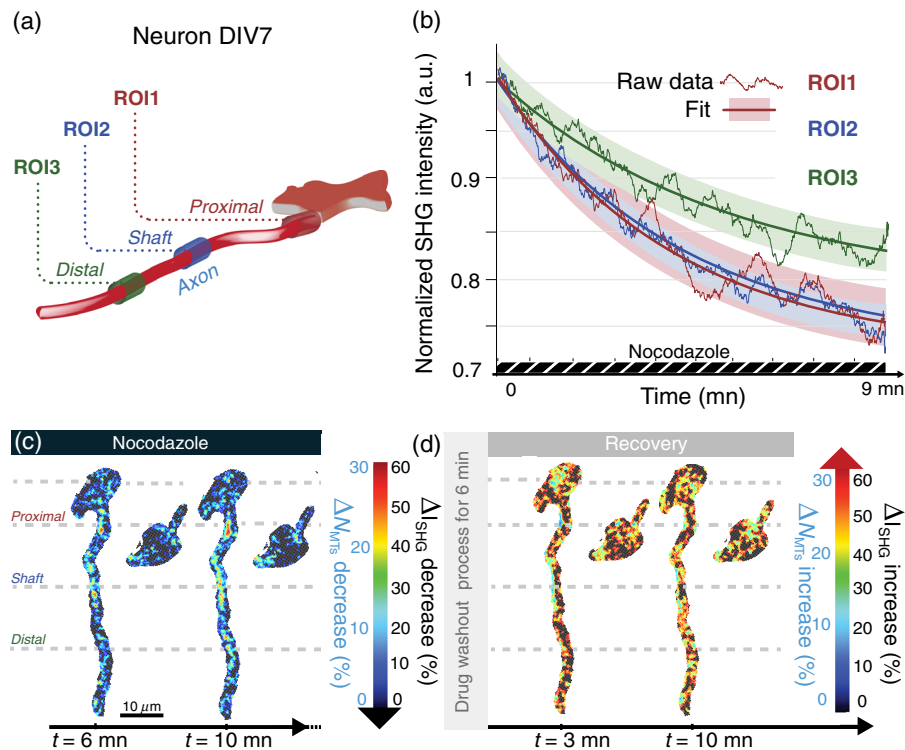 (a)
Neuron DIV7
ROI1
ROI2
ROI3
Proximal
Shaft
Distal
Axon
(b)
Normalized SHG intensity (a.u.)
1
0.9
0.8
0.7
Raw data
Fit
ROI1
ROI2
ROI3
Nocodazole
0
Time (mn)
9 mn
(c)
Nocodazole
Proximal
Shaft
Distal
10 μm
t = 6 mn
t = 10 mn
30
20
10
0
ΔNMTs decrease (%)
60
50
40
30
20
10
0
ΔISHG decrease (%)
(d)
Recovery
Drug washout process for 6 min
t = 3 mn
t = 10 mn
30
20
10
0
ΔNMTs increase (%)
60
50
40
30
20
10
0
ΔISHG increase (%)